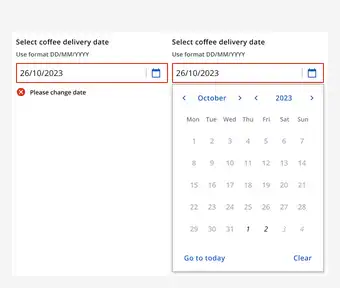 Select coffee delivery date
Use format DD/MM/YYYY
26/10/2023
Please change date
Select coffee delivery date
Use format DD/MM/YYYY
26/10/2023
October 2023
Mon Tue Wed Thu Fri Sat Sun
1 2 3 4 5 6 7
8 9 10 11 12 13 14
15 16 17 18 19 20 21
22 23 24 25 26 27 28
29 30 31 1 2 3 4
Go to today Clear